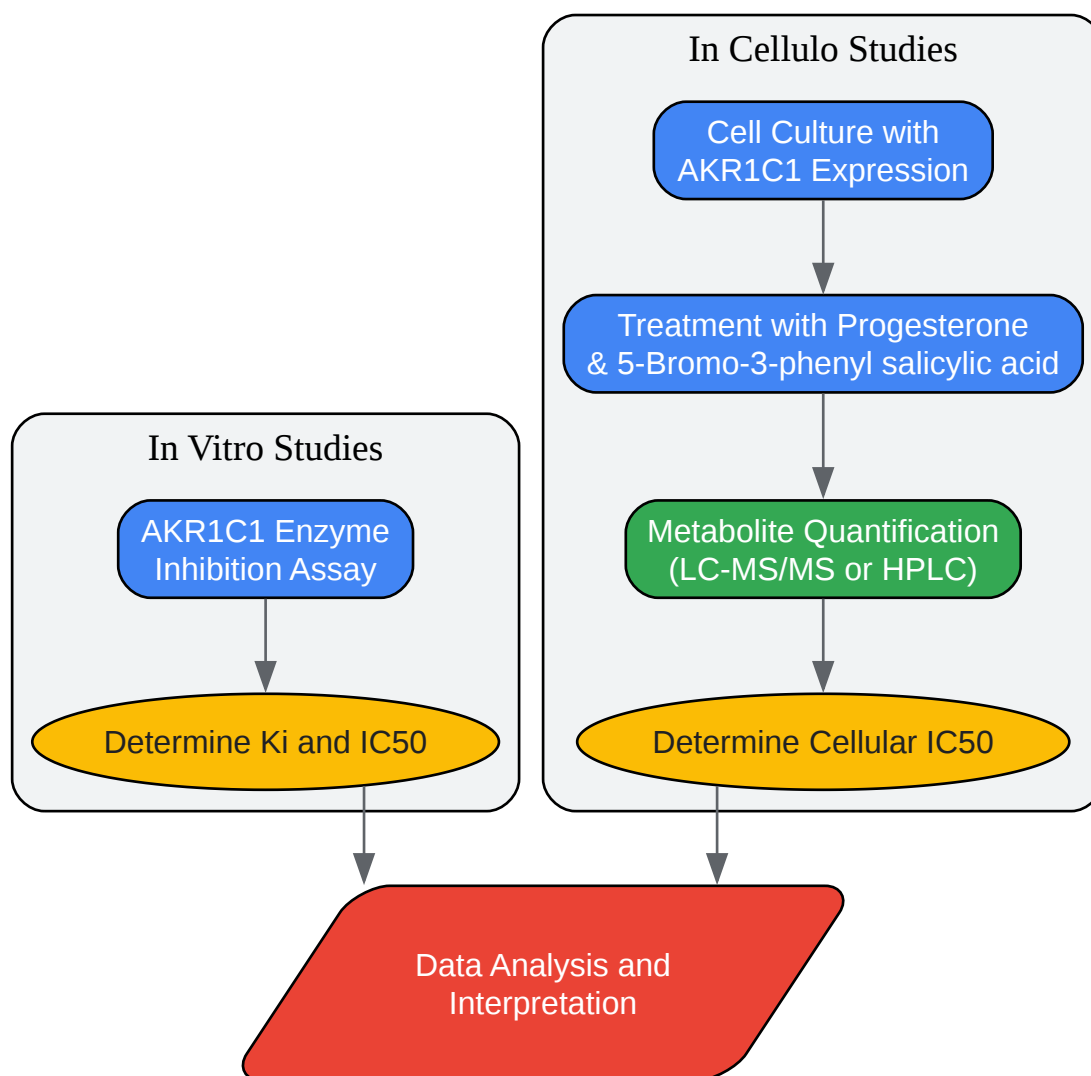 In Cellulo Studies
Cell Culture with
AKR1C1 Expression
Treatment with Progesterone
& 5-Bromo-3-phenyl salicylic acid
Metabolite Quantification
(LC-MS/MS or HPLC)
Determine Cellular IC50
In Vitro Studies
AKR1C1 Enzyme
Inhibition Assay
Determine Ki and IC50
Data Analysis and
Interpretation